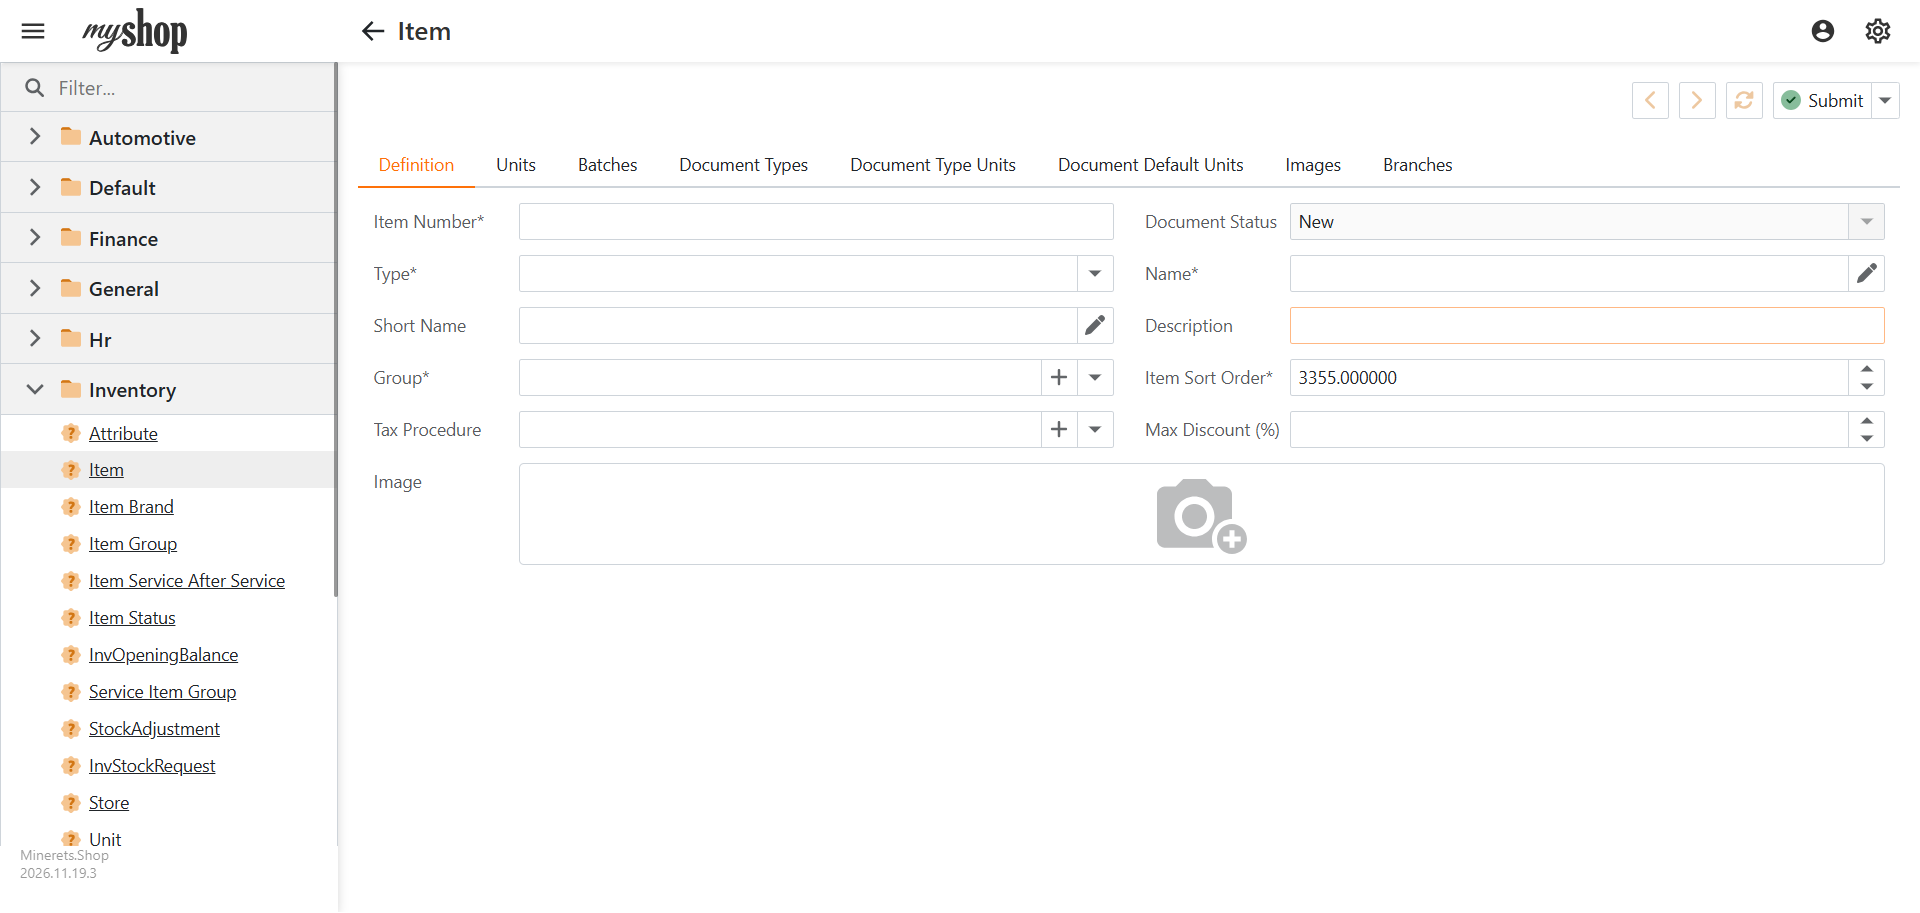 myshop
Item
Filter...
Automotive
Default
Finance
General
Hr
Inventory
Attribute
Item
Item Brand
Item Group
Item Service After Service
Item Status
InvOpeningBalance
Service Item Group
StockAdjustment
InvStockRequest
Store
Unit
Minerets.Shop
2026.11.19.3
Submit
Definition Units Batches Document Types Document Type Units Document Default Units Images Branches
Item Number*
Document Status New
Type*
Name*
Short Name
Description
Group*
Item Sort Order* 3355.000000
Tax Procedure
Max Discount (%)
Image